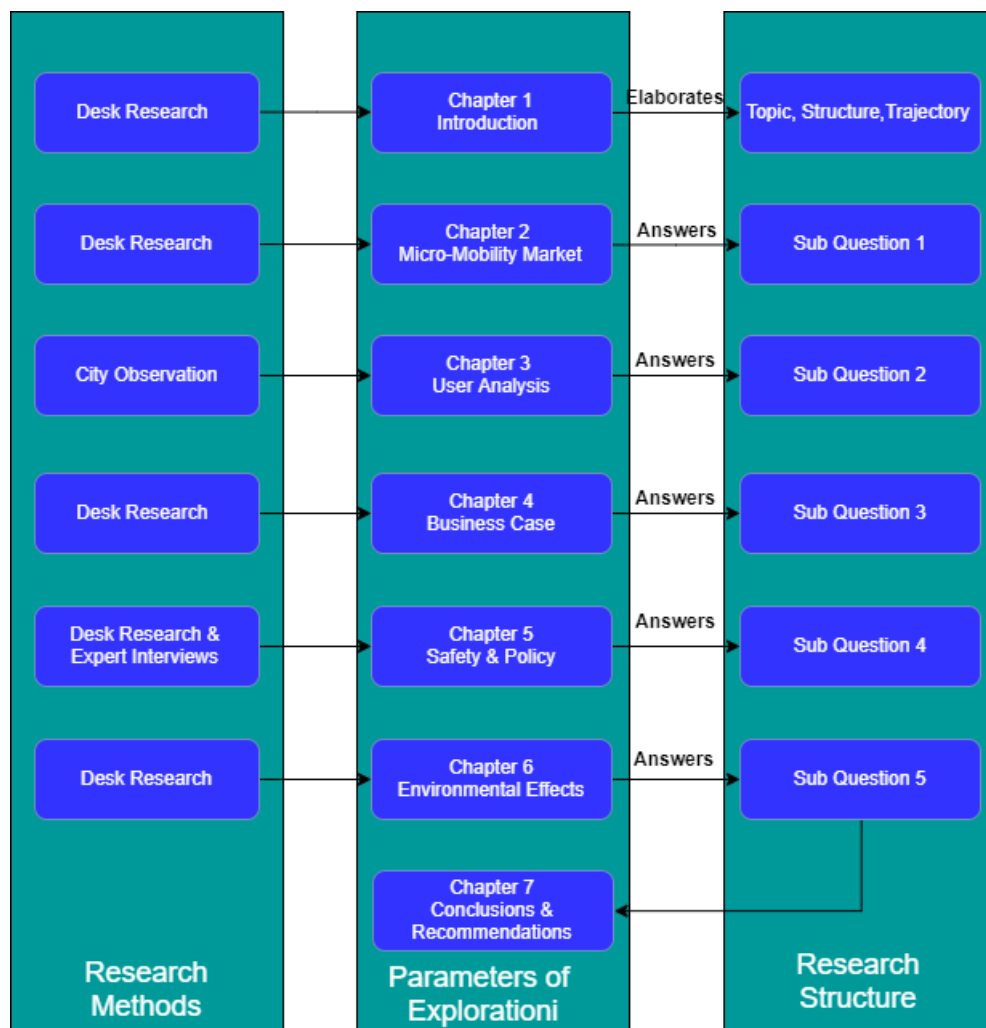 Desk Research
Chapter 1
Introduction
Elaborates
Topic, Structure,Trajectory
Desk Research
Chapter 2
Micro-Mobility Market
Answers
Sub Question 1
City Observation
Chapter 3
User Analysis
Answers
Sub Question 2
Desk Research
Chapter 4
Business Case
Answers
Sub Question 3
Desk Research &
Expert Interviews
Chapter 5
Safety & Policy
Answers
Sub Question 4
Desk Research
Chapter 6
Environmental Effects
Answers
Sub Question 5
Chapter 7
Conclusions &
Recommendations
Research
Methods
Parameters of
Explorationi
Research
Structure